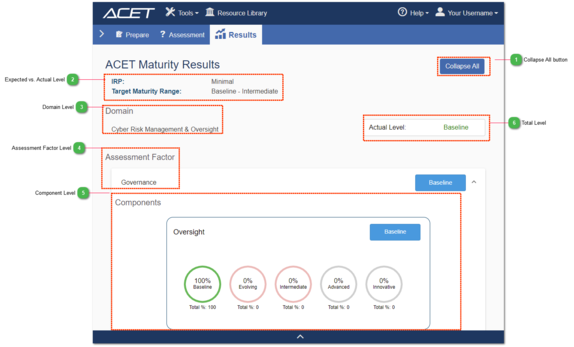 ACET Tools Resource Library Help Your Username
Prepare ? Assessment Results
ACET Maturity Results
Collapse All
1 Collapse All button
Expected vs. Actual Level 2
IRP: Minimal
Target Maturity Range: Baseline - Intermediate
Domain Level 3
Domain
Cyber Risk Management & Oversight
Actual Level: Baseline
6 Total Level
Assessment Factor Level 4
Assessment Factor
Governance
Baseline
Component Level 5
Components
Oversight
Baseline
100% 0% 0% 0% 0%
Baseline Evolving Intermediate Advanced Innovative
Total %: 100 Total %: 0 Total %: 0 Total %: 0 Total %: 0